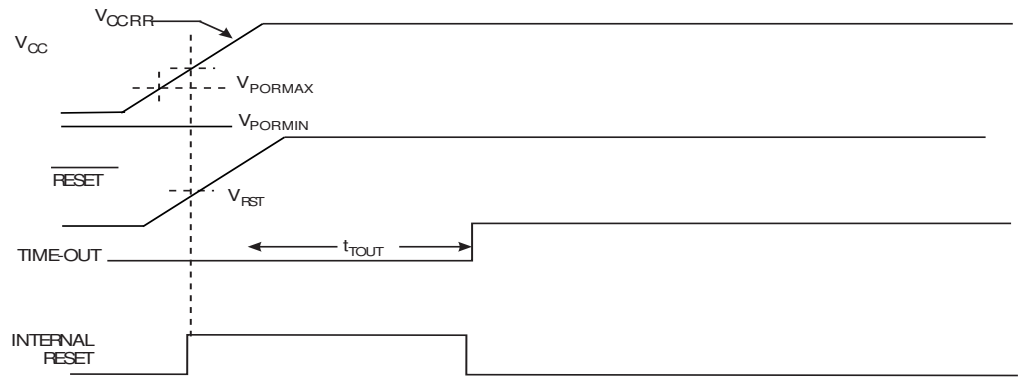 VCCRR
VCC
VPORMAX
VPORMIN
RESET
VRST
tTOUT
TIME-OUT
INTERNAL
RESET